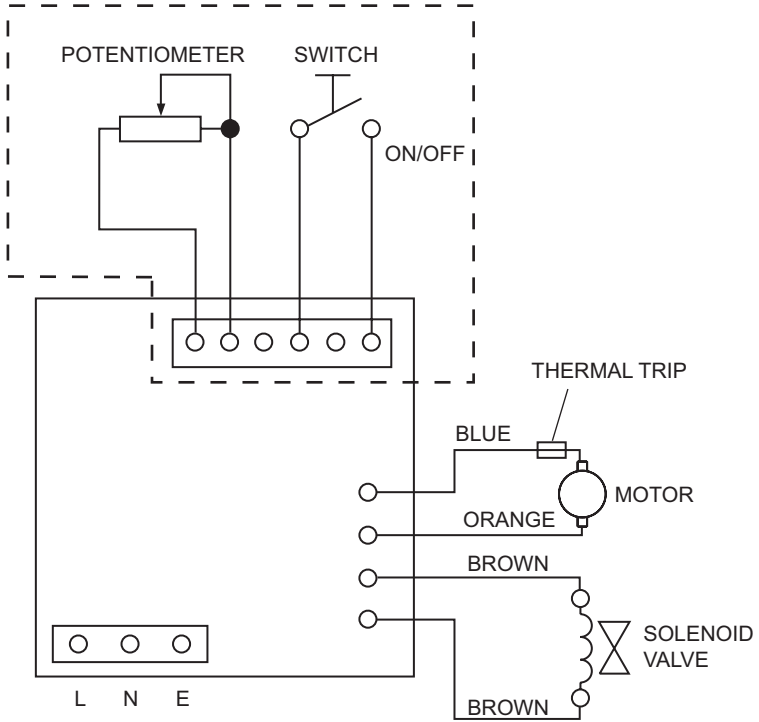 POTENTIOMETER
SWITCH
ON/OFF
THERMAL TRIP
BLUE
MOTOR
ORANGE
BROWN
SOLENOID
VALVE
BROWN
L N E